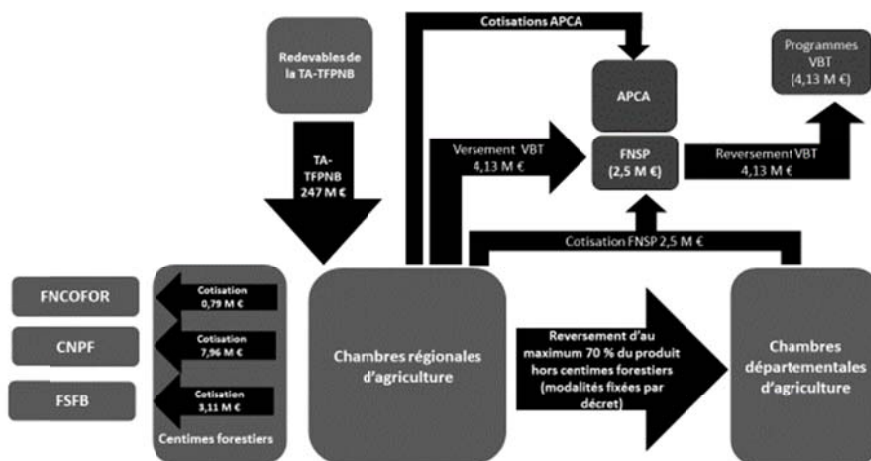 Cotisations APCA
Redevables de
la TA-TFPNB
Programmes
VBT
(4,13 M €)
APCA
TA-
TFPNB
247 M €
Versement VBT
4,13 M €
FNSP
(2,5 M €)
Reversement VBT
4,13 M €
Cotisation FNSP 2,5 M €
FNCOFOR
Cotisation
0,79 M €
CNPF
Cotisation
7,96 M €
FSFB
Cotisation
3,11 M €
Centimes forestiers
Chambres régionales
d'agriculture
Reversement d'au
maximum 70 % du produit
hors centimes forestiers
(modalités fixées par
décret)
Chambres
départementales
d'agriculture